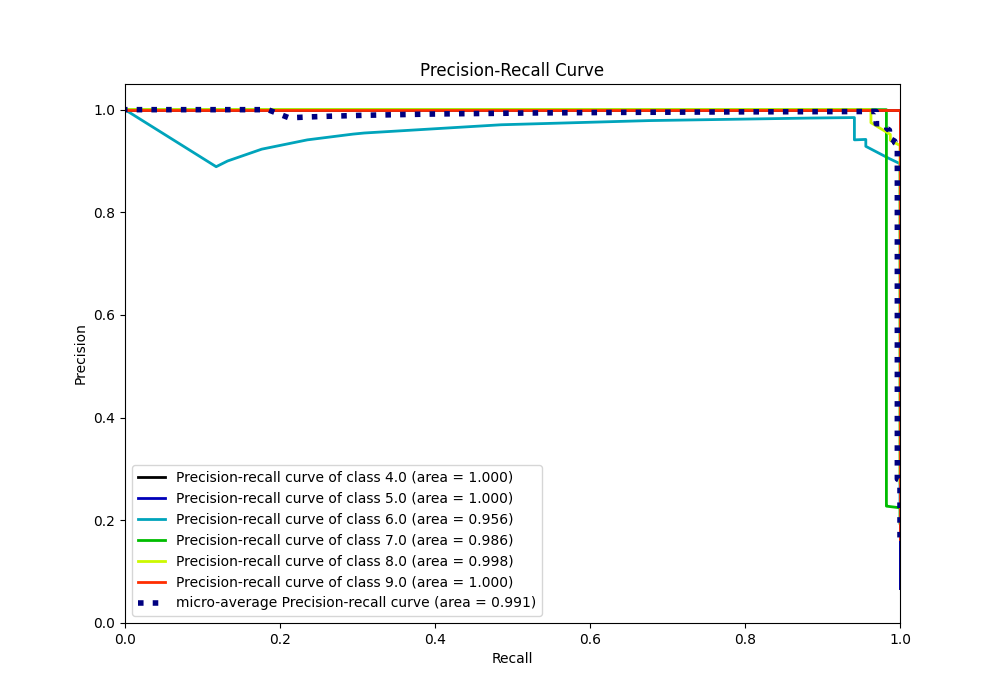 Precision-Recall Curve
1.0
0.8
0.6
0.4
0.2
0.0
Precision
Precision-recall curve of class 4.0 (area = 1.000)
Precision-recall curve of class 5.0 (area = 1.000)
Precision-recall curve of class 6.0 (area = 0.956)
Precision-recall curve of class 7.0 (area = 0.986)
Precision-recall curve of class 8.0 (area = 0.998)
Precision-recall curve of class 9.0 (area = 1.000)
micro-average Precision-recall curve (area = 0.991)
0.0 0.2 0.4 0.6 0.8 1.0
Recall